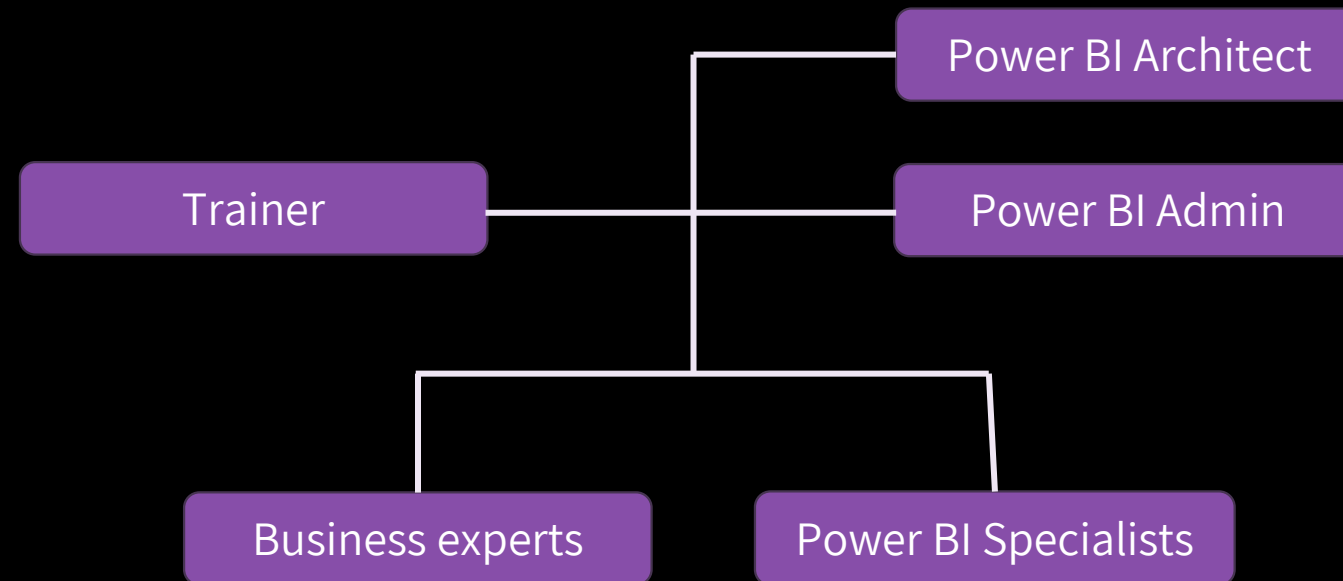 Power BI Architect
Trainer
Power BI Admin
Business experts
Power BI Specialists